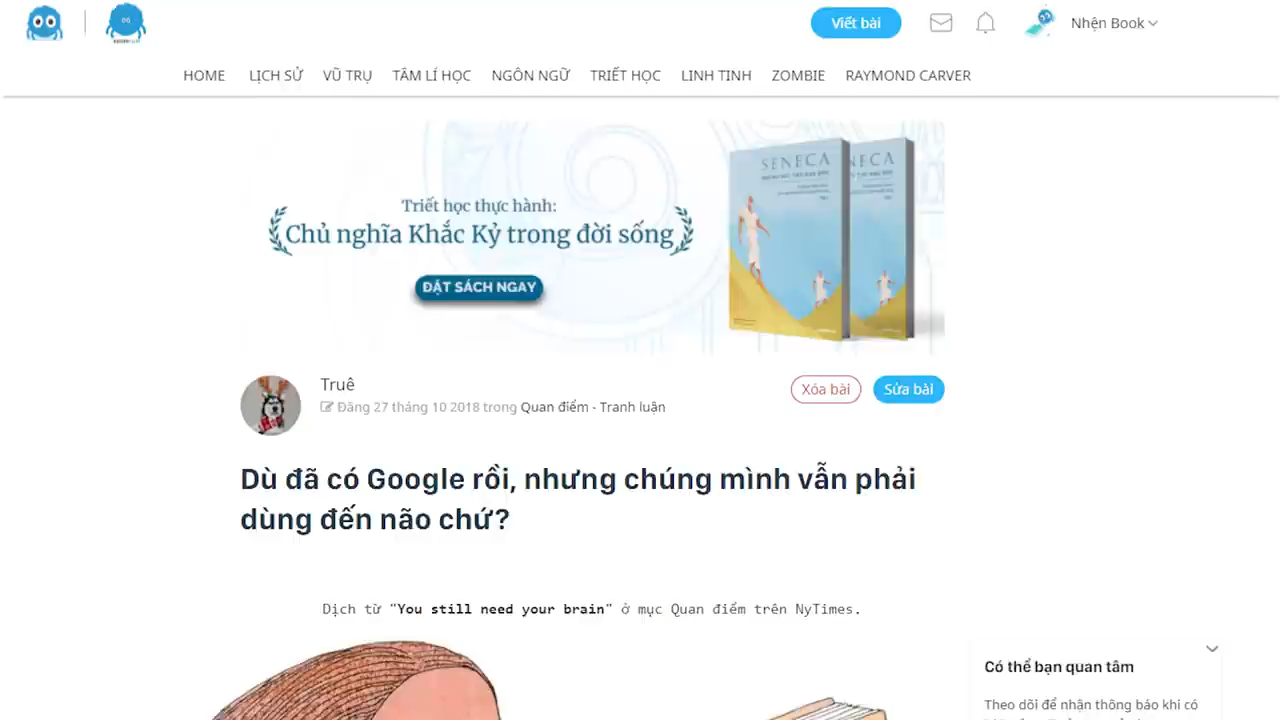 Viết bài
Nhện Book
HOME LỊCH SỬ VŨ TRỤ TÂM LÍ HỌC NGÔN NGỮ TRIẾT HỌC LINH TINH ZOMBIE RAYMOND CARVER
Triết học thực hành:
Chủ nghĩa Khắc Kỷ trong đời sống
ĐẶT SÁCH NGAY
SENECA
NECA
Truê
Đăng 27 tháng 10 2018 trong Quan điểm - Tranh luận
Xóa bài
Sửa bài
Dù đã có Google rồi, nhưng chúng mình vẫn phải
dùng đến não chứ?
Dịch từ "You still need your brain" ở mục Quan điểm trên NyTimes.
Có thể bạn quan tâm
Theo dõi để nhận thông báo khi có